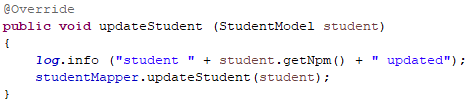 @Override
public void updateStudent (StudentModel student)
{
    log.info ("student " + student.getNpm() + " updated");
    studentMapper.updateStudent(student);
}